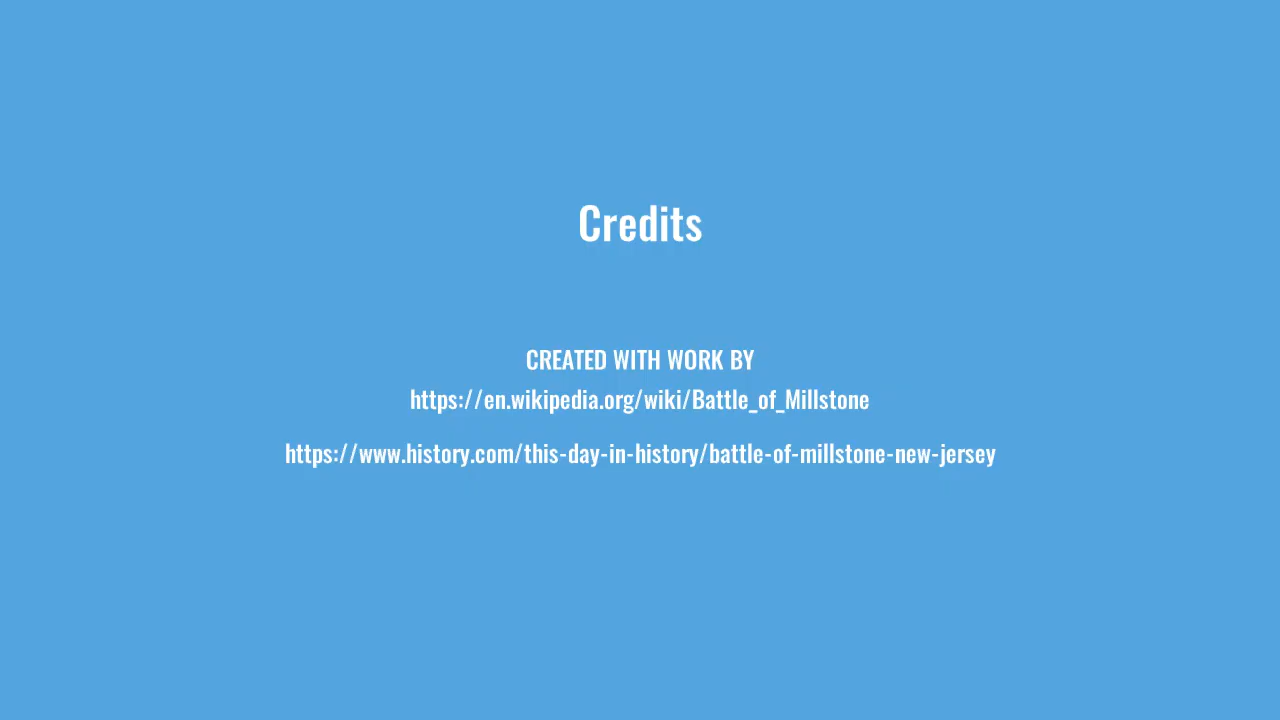 Credits
CREATED WITH WORK BY
https://en.wikipedia.org/wiki/Battle_of_Millstone
https://www.history.com/this-day-in-history/battle-of-millstone-new-jersey